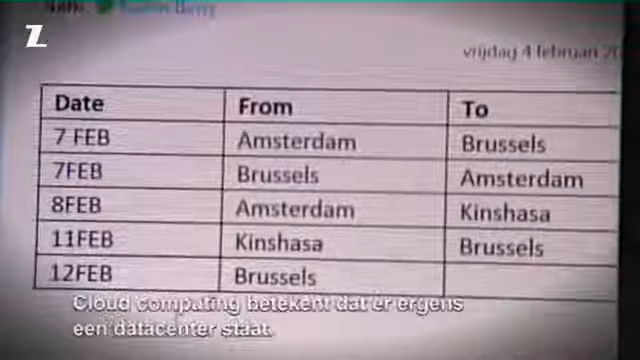 Z
vrijdag 4 februari
Date From To
7 FEB Amsterdam Brussels
7FEB Brussels Amsterdam
8FEB Amsterdam Kinshasa
11FEB Kinshasa Brussels
12FEB Brussels
Cloud computing betekent dat er ergens
een datacenter staat.